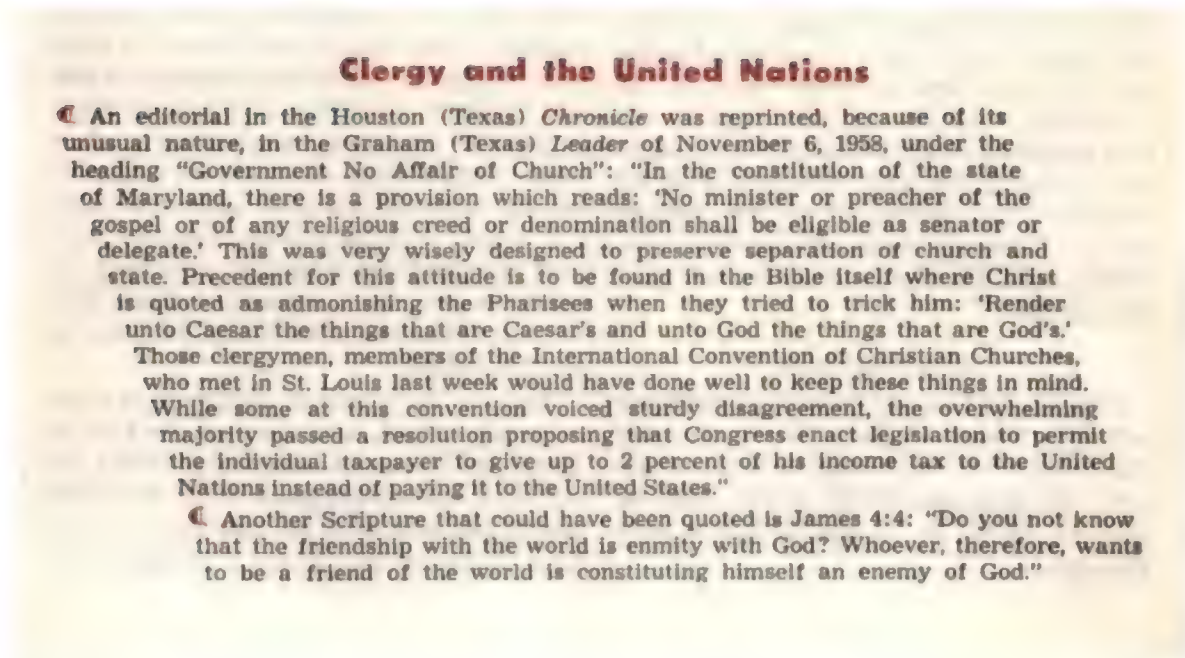 Clergy and the United Nations
⁋ An editorial in the Houston (Texas) Chronicle was reprinted, because of its
unusual nature, in the Graham (Texas) Leader of November 6, 1958, under the
heading "Government No Affair of Church": "In the constitution of the state
of Maryland, there is a provision which reads: 'No minister or preacher of the
gospel or of any religious creed or denomination shall be eligible as senator or
delegate.' This was very wisely designed to preserve separation of church and
state. Precedent for this attitude is to be found in the Bible itself where Christ
is quoted as admonishing the Pharisees when they tried to trick him: 'Render
unto Caesar the things that are Caesar's and unto God the things that are God's.'
Those clergymen, members of the International Convention of Christian Churches,
who met in St. Louis last week would have done well to keep these things in mind.
While some at this convention voiced sturdy disagreement, the overwhelming
majority passed a resolution proposing that Congress enact legislation to permit
the individual taxpayer to give up to 2 percent of his income tax to the United
Nations instead of paying it to the United States."
⁋ Another Scripture that could have been quoted is James 4:4: "Do you not know
that the friendship with the world is enmity with God? Whoever, therefore, wants
to be a friend of the world is constituting himself an enemy of God."